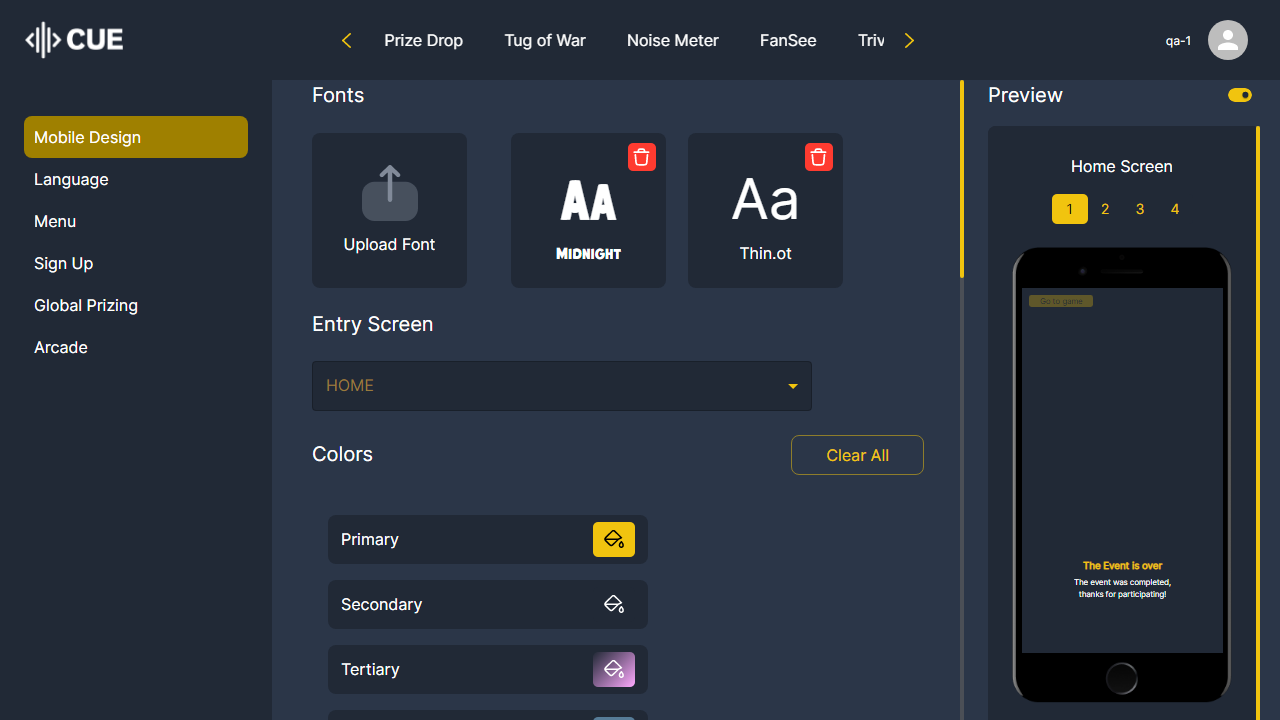 CUE
Prize Drop
Tug of War
Noise Meter
FanSee
Triv
qa-1
Mobile Design
Language
Menu
Sign Up
Global Prizing
Arcade
Fonts
Upload Font
AA
MIDNIGHT
Aa
Thin.ot
Entry Screen
HOME
Colors
Clear All
Primary
Secondary
Tertiary
Preview
Home Screen
1 2 3 4
Go to game
The Event is over
The event was completed,
thanks for participating!